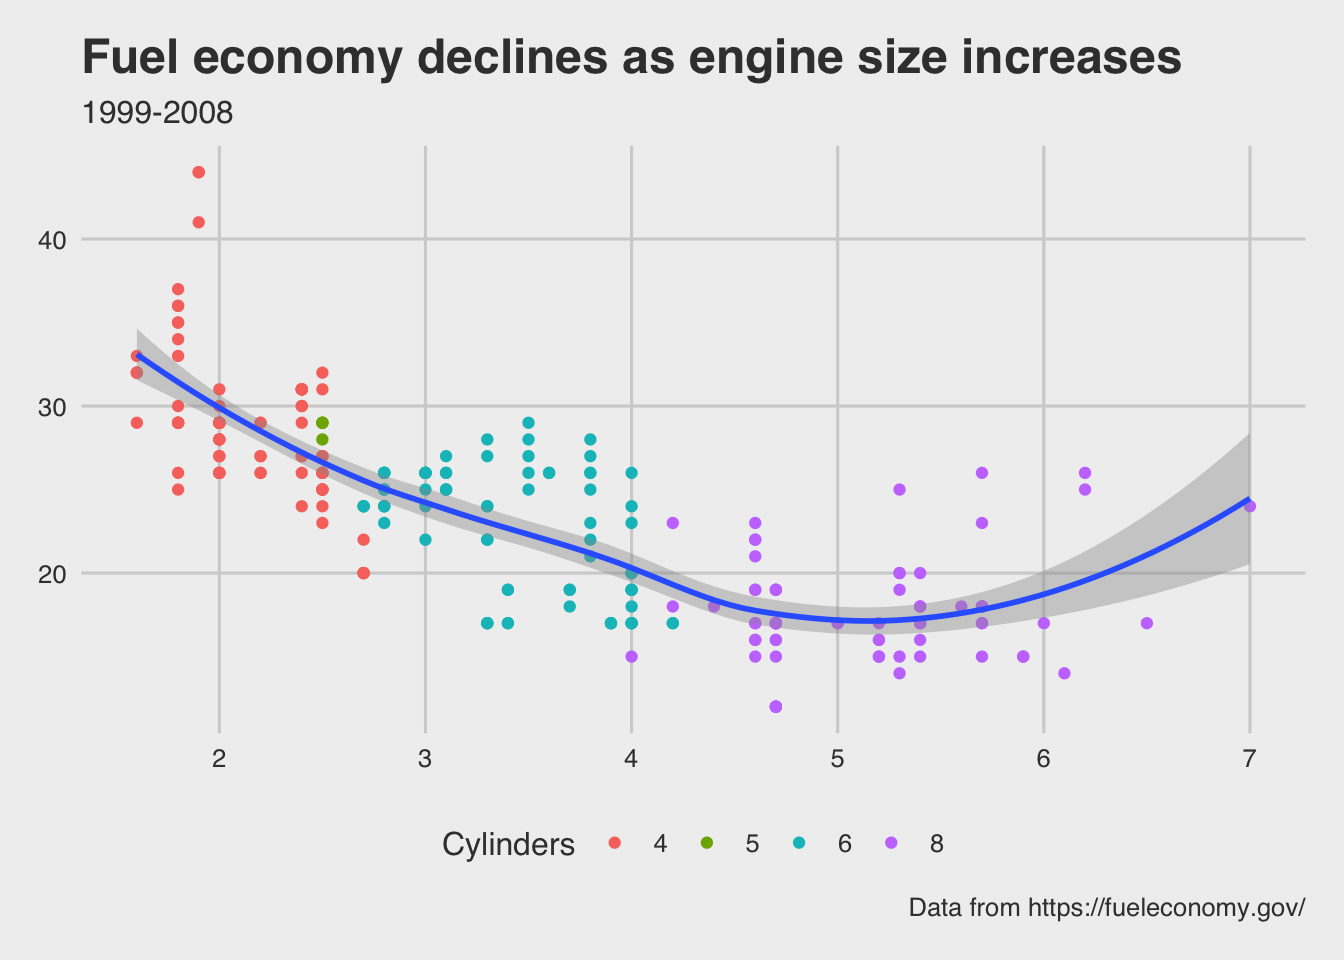 Fuel economy declines as engine size increases
1999-2008
40
30
20
2 3 4 5 6 7
Cylinders 4 5 6 8
Data from https://fueleconomy.gov/